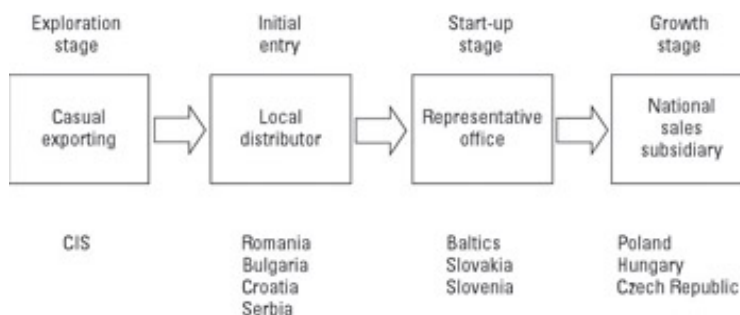 Exploration stage
Initial entry
Start-up stage
Growth stage
Casual exporting
Local distributor
Representative office
National sales subsidiary
CIS
Romania
Bulgaria
Croatia
Serbia
Baltics
Slovakia
Slovenia
Poland
Hungary
Czech Republic